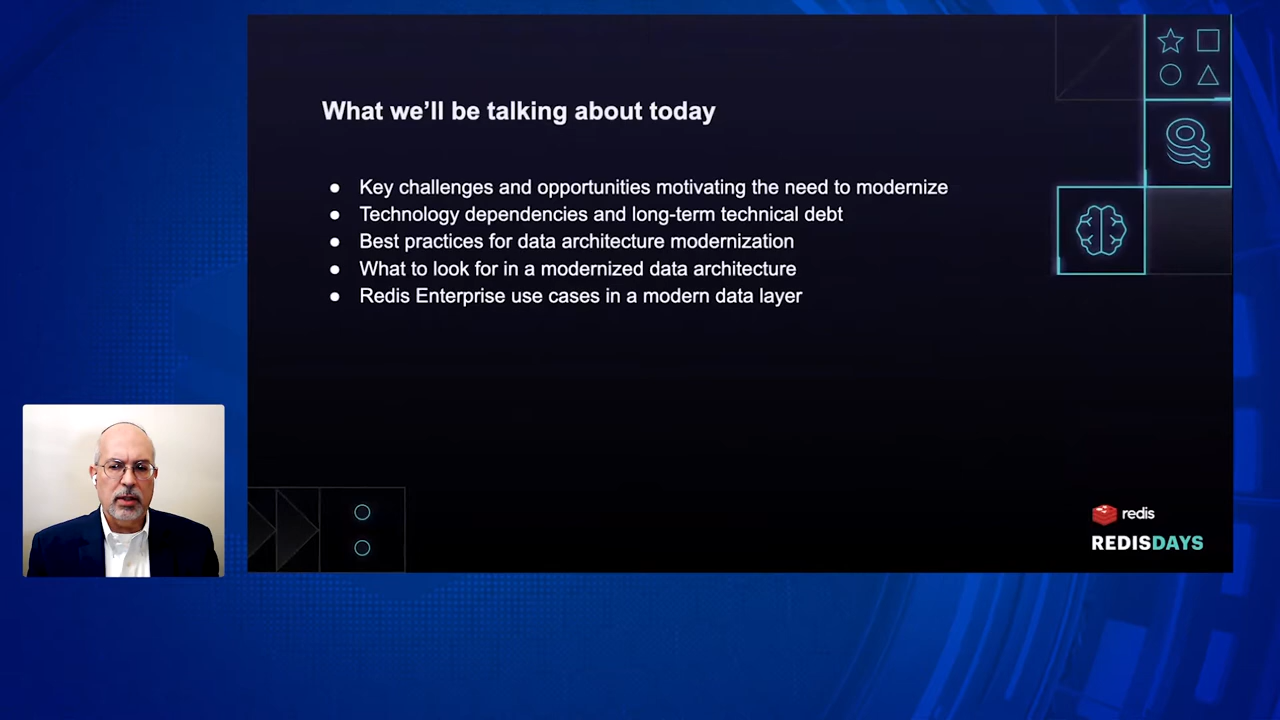 What we’ll be talking about today
● Key challenges and opportunities motivating the need to modernize
● Technology dependencies and long-term technical debt
● Best practices for data architecture modernization
● What to look for in a modernized data architecture
● Redis Enterprise use cases in a modern data layer
redis
REDISDAYS